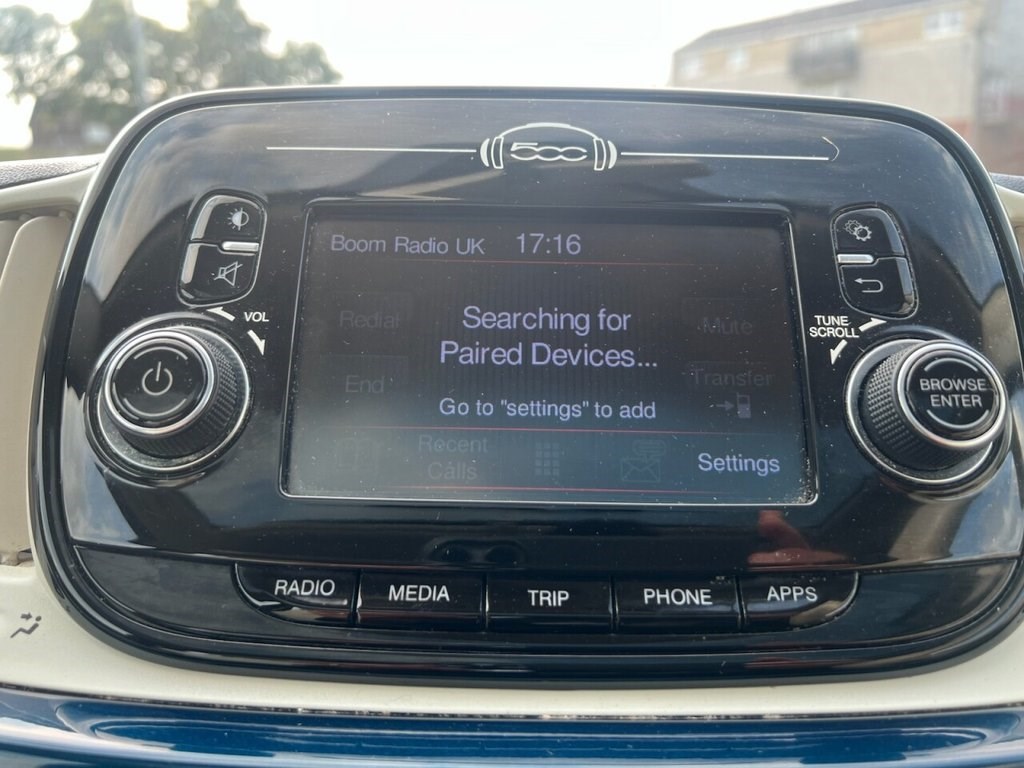 500
Boom Radio UK 17:16
VOL
TUNE
SCROLL
Redial
Searching for
Paired Devices...
Mute
End
Transfer
Go to "settings" to add
BROWSE
ENTER
Recent
Calls
Settings
RADIO
MEDIA
TRIP
PHONE
APPS